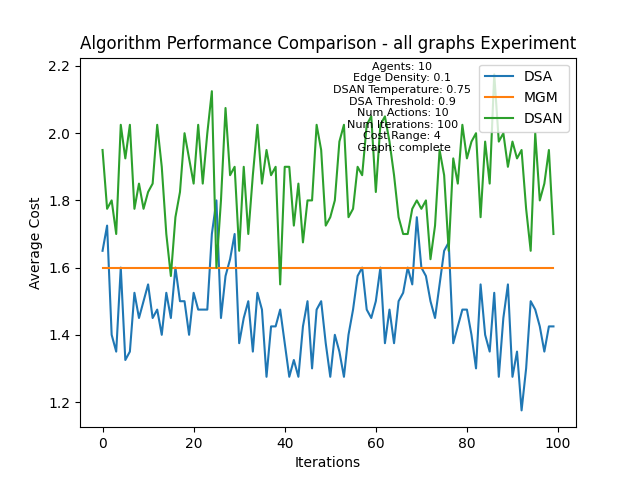 Algorithm Performance Comparison - all graphs Experiment
Agents: 10
Edge Density: 0.1
DSAN Temperature: 0.75
DSA Threshold: 0.9
Num Actions: 10
Num Iterations: 100
Cost Range: 4
Graph: complete
DSA
MGM
DSAN
Average Cost
2.2
2.0
1.8
1.6
1.4
1.2
0
20
40
60
80
100
Iterations